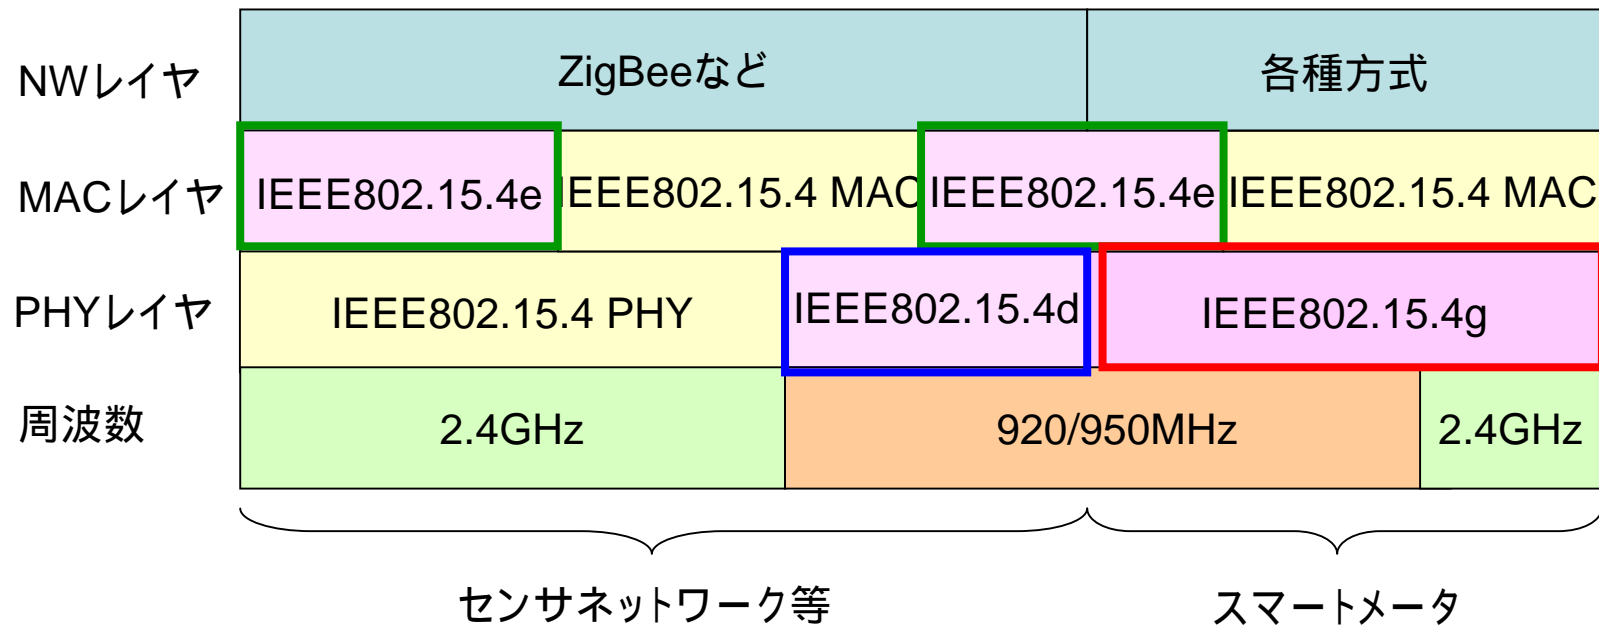 NWレイヤ ZigBeeなど 各種方式
MACレイヤ IEEE802.15.4e IEEE802.15.4 MAC IEEE802.15.4e IEEE802.15.4 MAC
PHYレイヤ IEEE802.15.4 PHY IEEE802.15.4d IEEE802.15.4g
周波数 2.4GHz 920/950MHz 2.4GHz
センサネットワーク等 スマートメータ